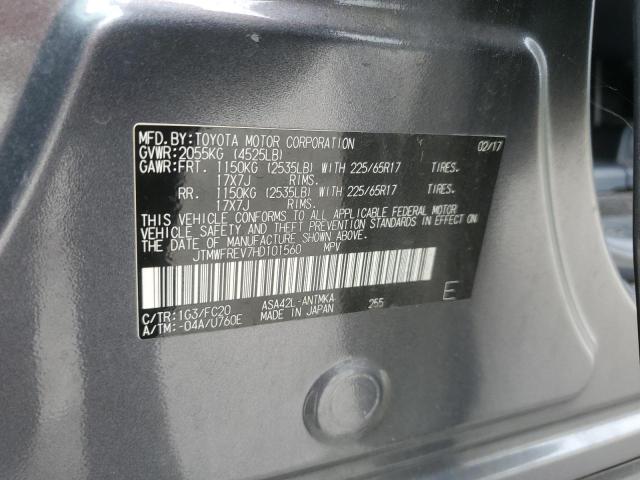 MFD.BY:TOYOTA MOTOR CORPORATION 02/17
GVWR:2055KG (4525LB)
GAWR:FRT. 1150KG (2535LB) WITH 225/65R17 TIRES.
17X7J RIMS.
RR. 1150KG (2535LB) WITH 225/65R17 TIRES.
17X7J RIMS.
THIS VEHICLE CONFORMS TO ALL APPLICABLE FEDERAL MOTOR
VEHICLE SAFETY AND THEFT PREVENTION STANDARDS IN EFFECT
ON THE DATE OF MANUFACTURE SHOWN ABOVE.
JTMWFREV7HD101560 MPV
C/TR:1G3/FC20 ASA42L-ANTMKA 255 E
A/TM:-04A/U760E MADE IN JAPAN